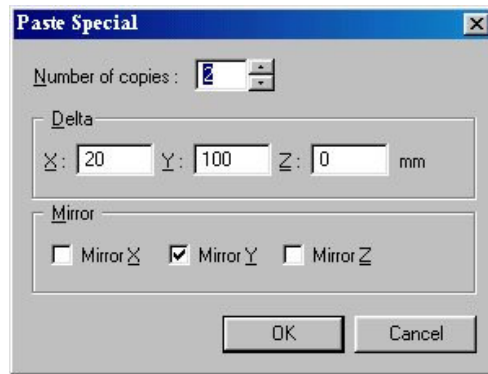 Paste Special
Number of copies : 2
Delta
X : 20 Y : 100 Z : 0 mm
Mirror
Mirror X Mirror Y Mirror Z
OK Cancel